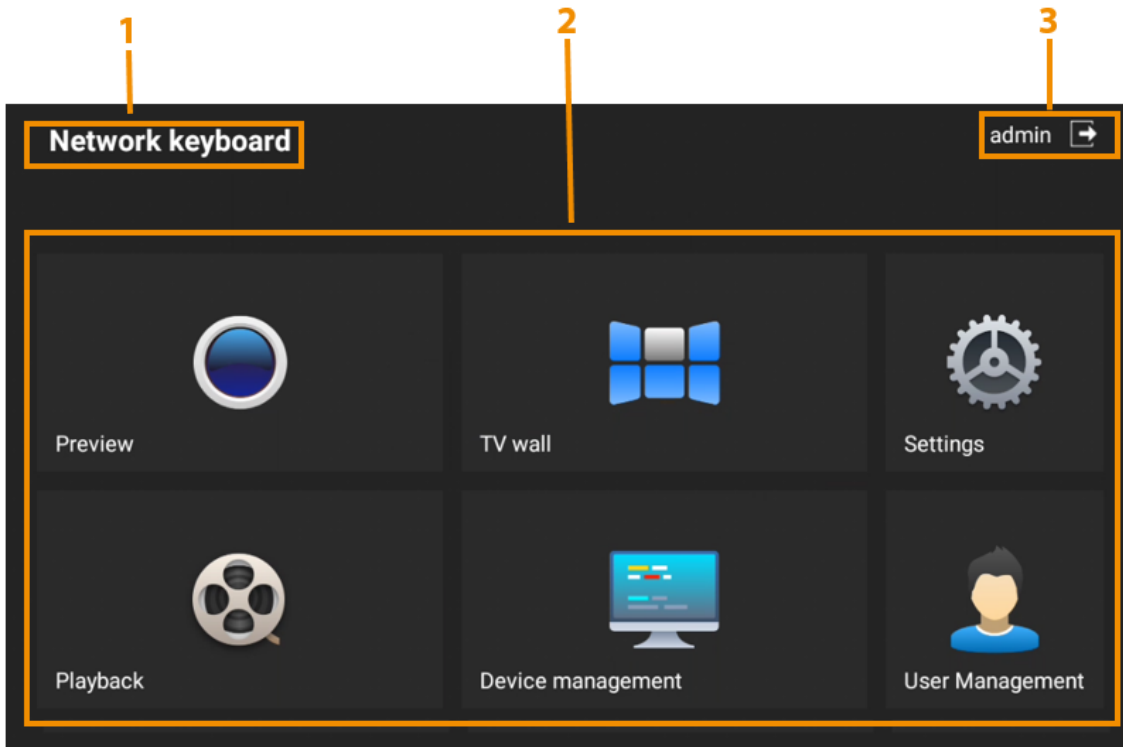 1 2 3
Network keyboard admin
Preview TV wall Settings
Playback Device management User Management